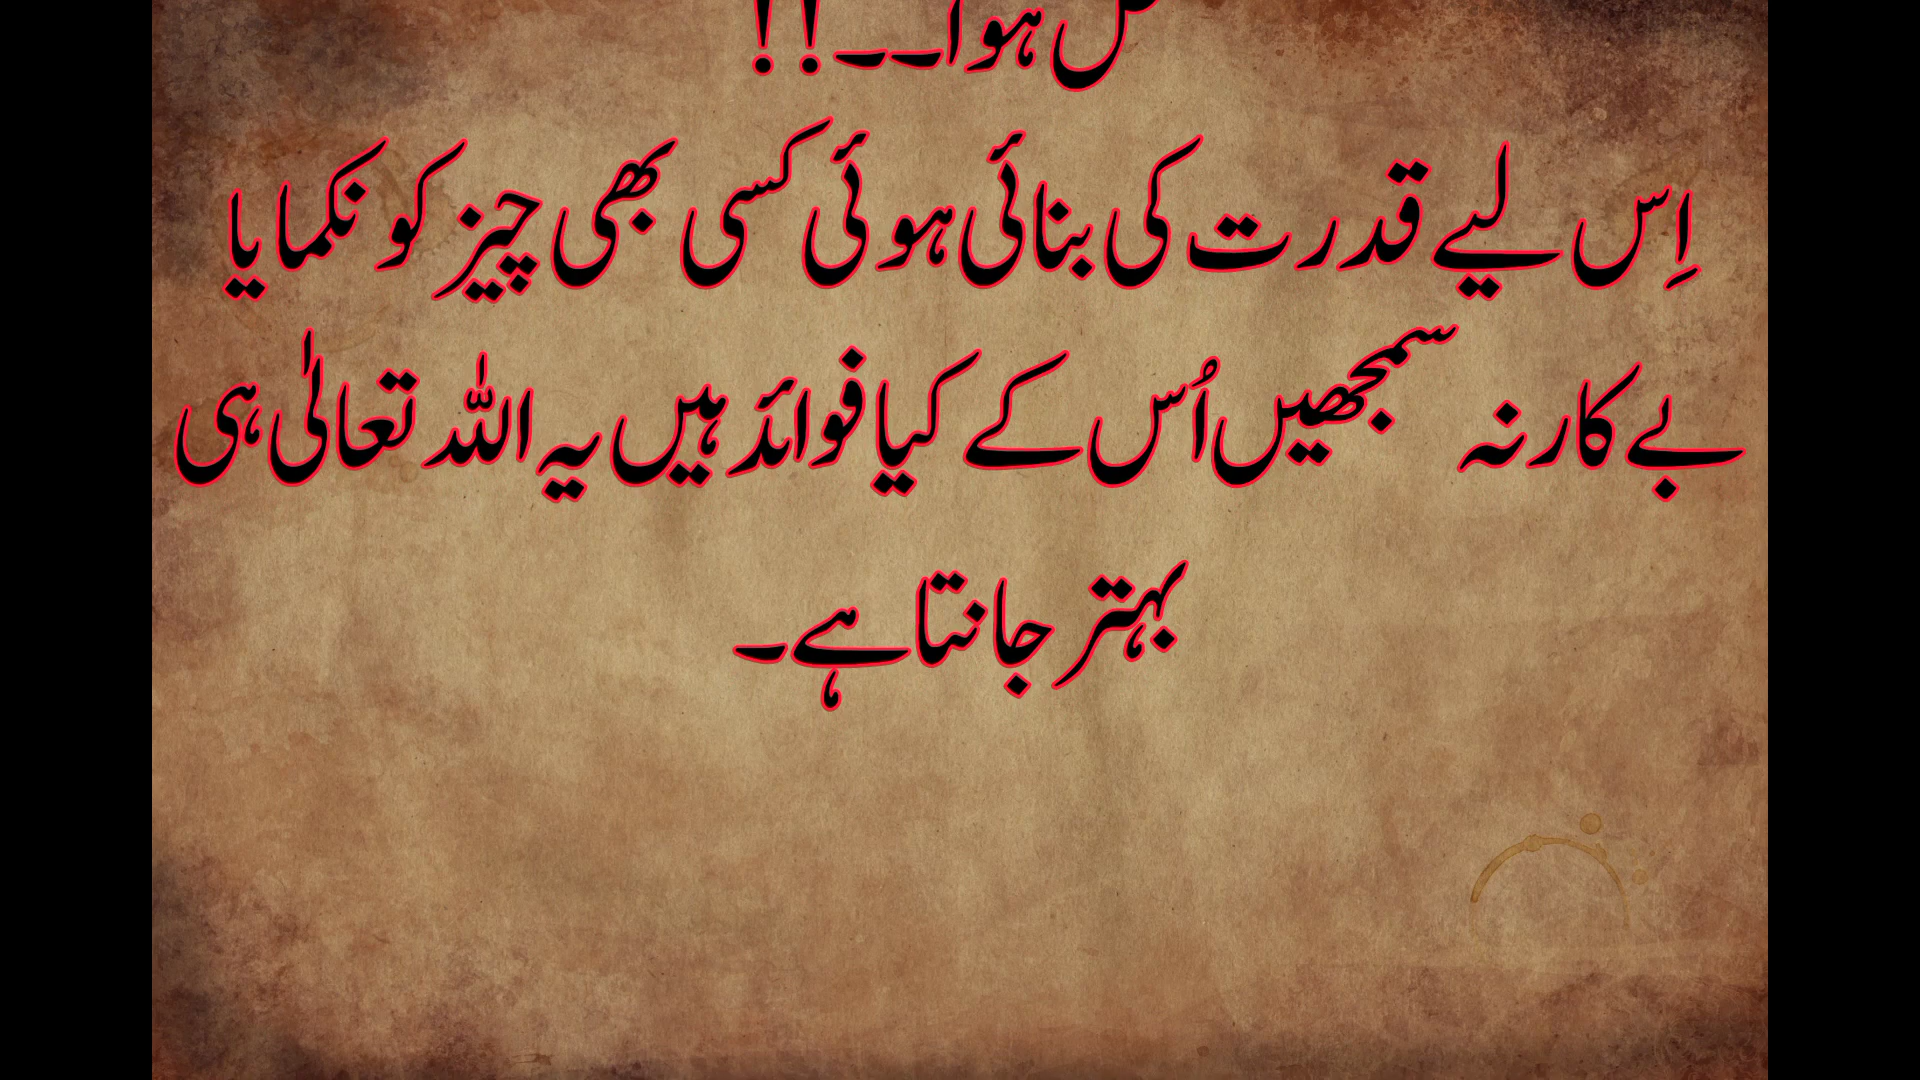 ہوا۔۔!!
اِس لیے قدرت کی بنائی ہوئی کسی بھی چیز کو نکما یا
بے کار نہ سمجھیں اُس کے کیا فوائد ہیں یہ اللہ تعالیٰ ہی
بہتر جانتا ہے۔